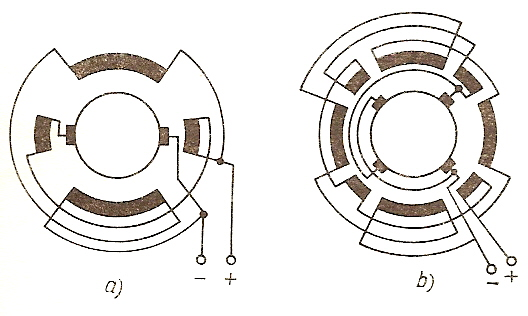 - +
a)
- +
b)